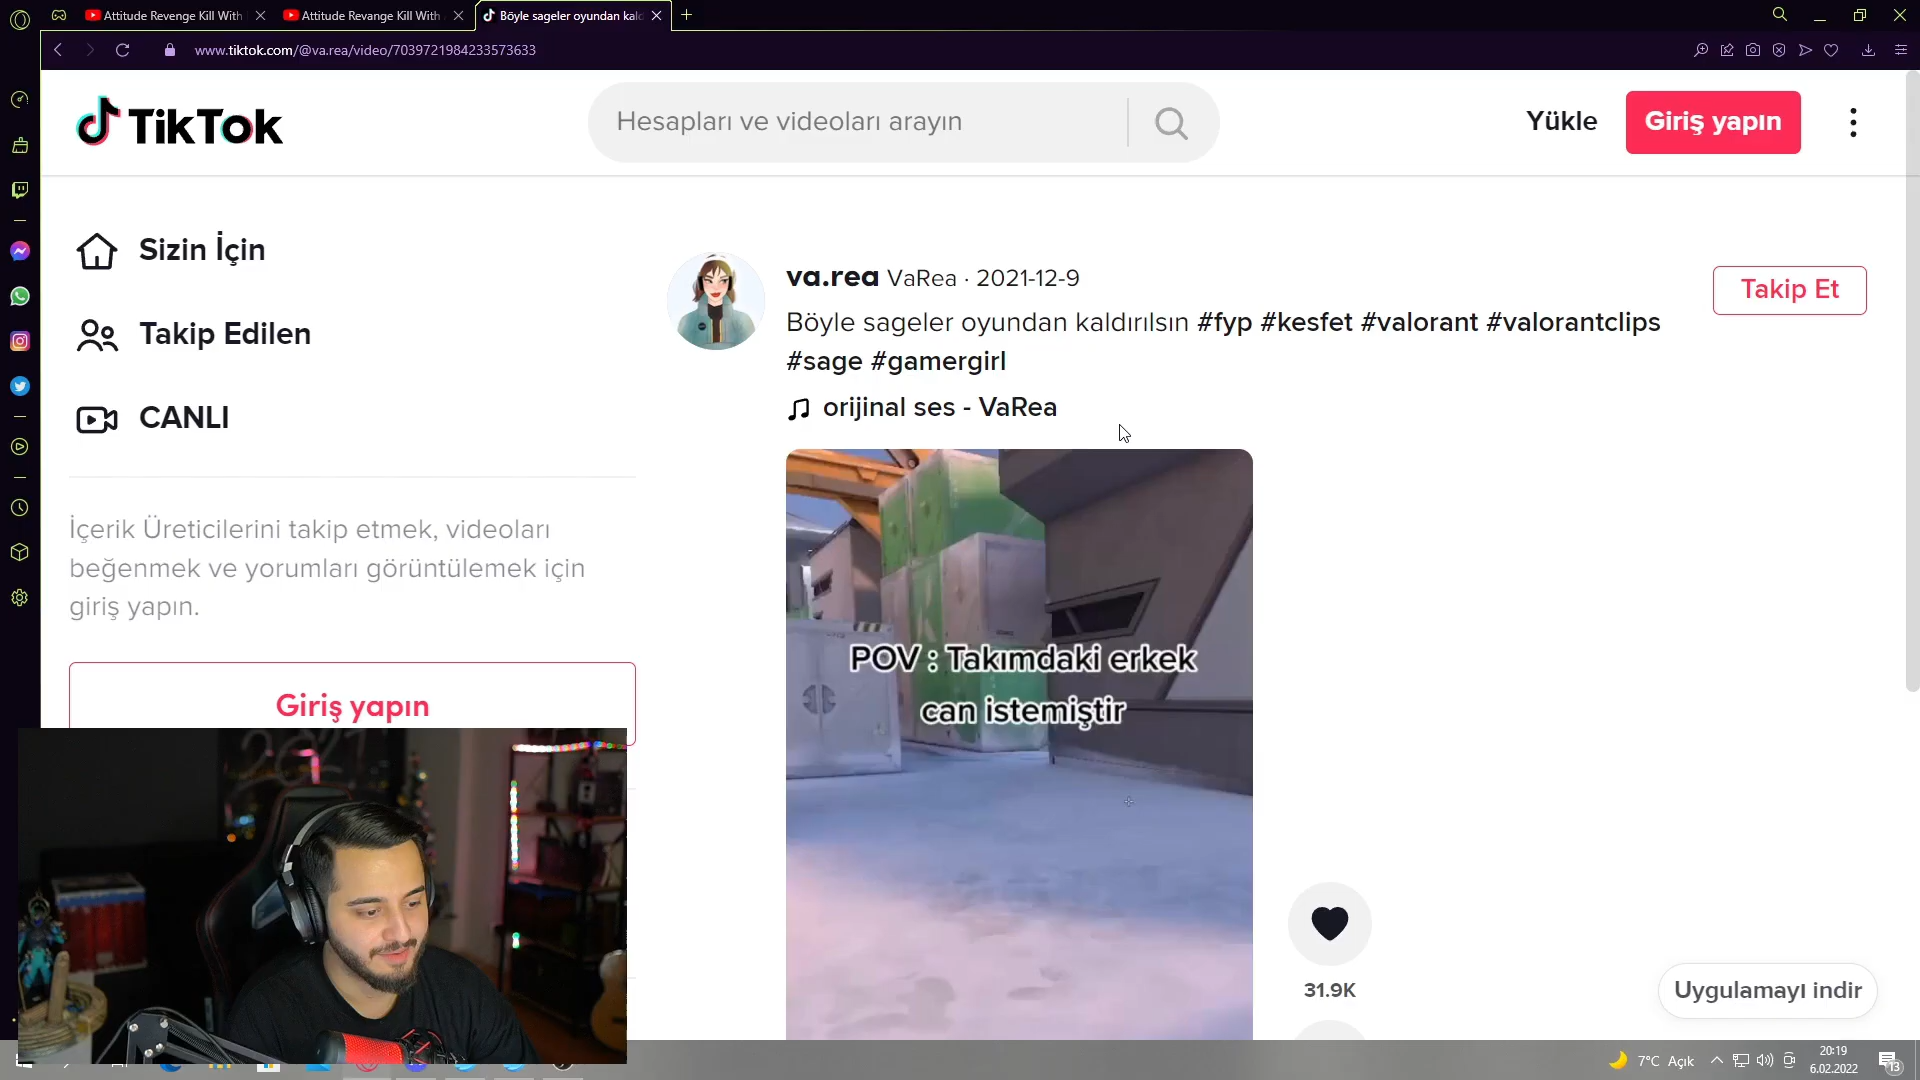 Attitude Revenge Kill With
Attitude Revange Kill With
Böyle sageler oyundan kal
www.tiktok.com/@va.rea/video/7039721984233573633
TikTok
Hesapları ve videoları arayın
Yükle
Giriş yapın
Sizin İçin
Takip Edilen
CANLI
İçerik Üreticilerini takip etmek, videoları
beğenmek ve yorumları görüntülemek için
giriş yapın.
Giriş yapın
va.rea VaRea · 2021-12-9
Takip Et
Böyle sageler oyundan kaldırılsın #fyp #kesfet #valorant #valorantclips
#sage #gamergirl
orijinal ses - VaRea
POV : Takımdaki erkek
can istemiştir
31.9K
Uygulamayı indir
2021
7°C Açık
20:19
6.02.2022
13